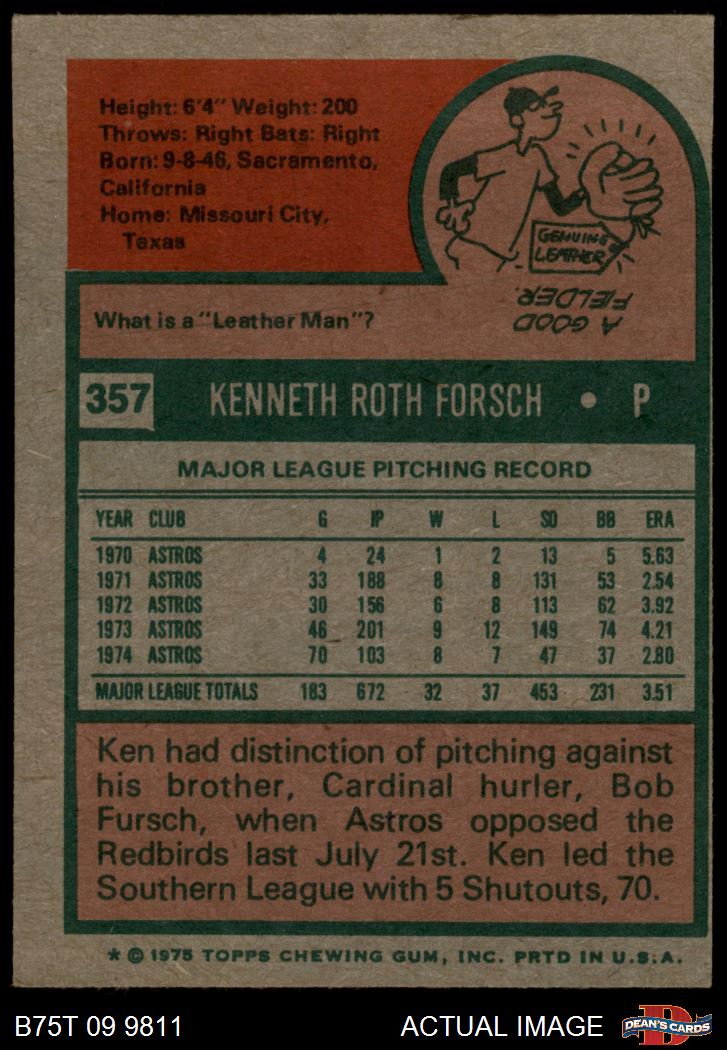 Height: 6'4" Weight: 200
Throws: Right Bats: Right
Born: 9-8-46, Sacramento,
California
Home: Missouri City,
Texas
GENUINE
LEATHER
What is a "Leather Man"?
A GOOD
FIELDER.
357 KENNETH ROTH FORSCH • P
MAJOR LEAGUE PITCHING RECORD
YEAR CLUB G IP W L SO BB ERA
1970 ASTROS 4 24 1 2 13 5 5.63
1971 ASTROS 33 188 8 8 131 53 2.54
1972 ASTROS 30 156 6 8 113 62 3.92
1973 ASTROS 46 201 9 12 149 74 4.21
1974 ASTROS 70 103 8 7 47 37 2.80
MAJOR LEAGUE TOTALS 183 672 32 37 453 231 3.51
Ken had distinction of pitching against
his brother, Cardinal hurler, Bob
Fursch, when Astros opposed the
Redbirds last July 21st. Ken led the
Southern League with 5 Shutouts, 70.
* © 1975 TOPPS CHEWING GUM, INC. PRTD IN U.S.A.
B75T 09 9811 ACTUAL IMAGE D DEAN'S CARDS